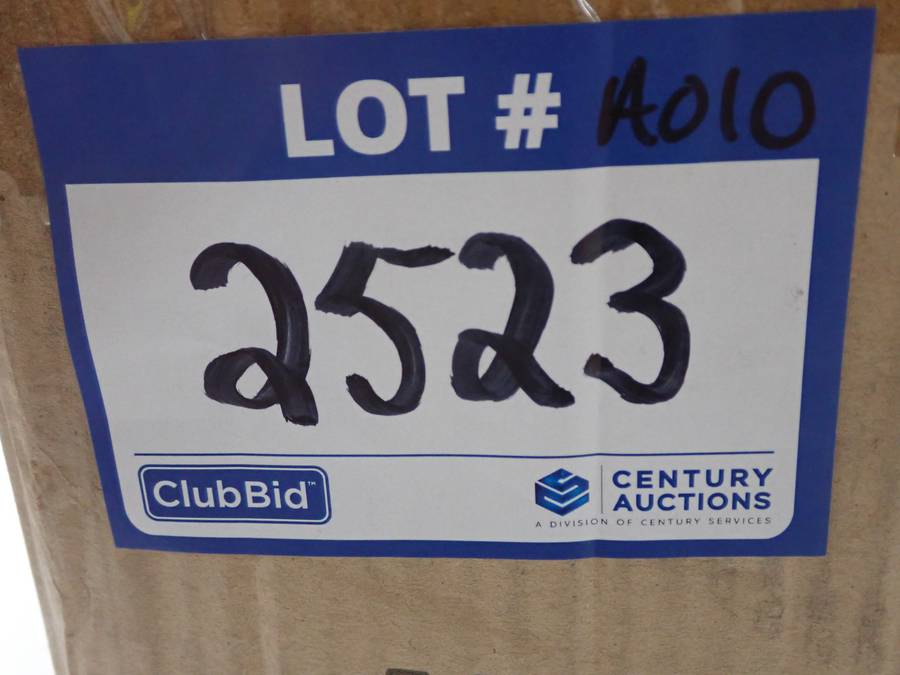 LOT # A010
2523
ClubBid™
CENTURY
AUCTIONS
A DIVISION OF CENTURY SERVICES